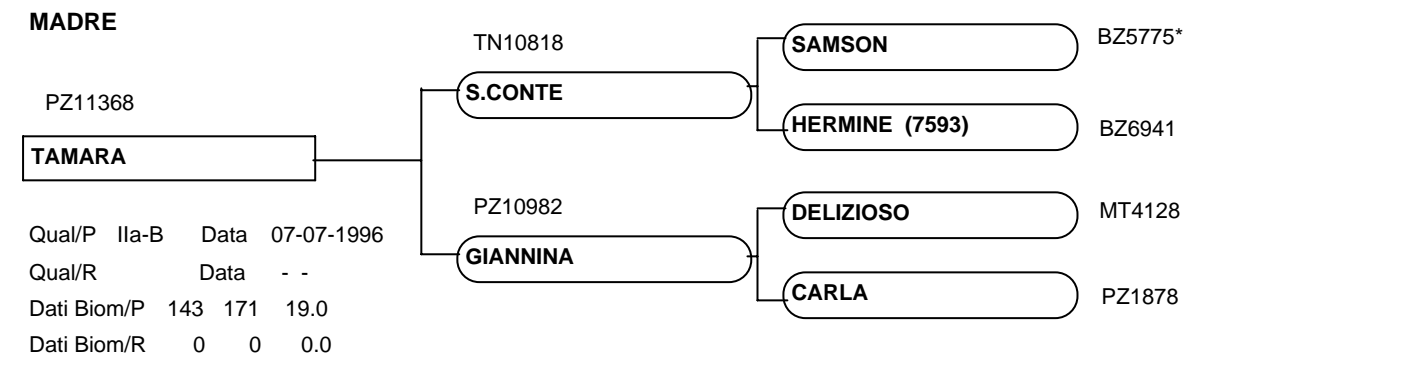 MADRE
TN10818
SAMSON
BZ5775*
S.CONTE
PZ11368
HERMINE (7593)
BZ6941
TAMARA
PZ10982
DELIZIOSO
MT4128
Qual/P IIa-B Data 07-07-1996
GIANNINA
Qual/R Data - -
CARLA
PZ1878
Dati Biom/P 143 171 19.0
Dati Biom/R 0 0 0.0